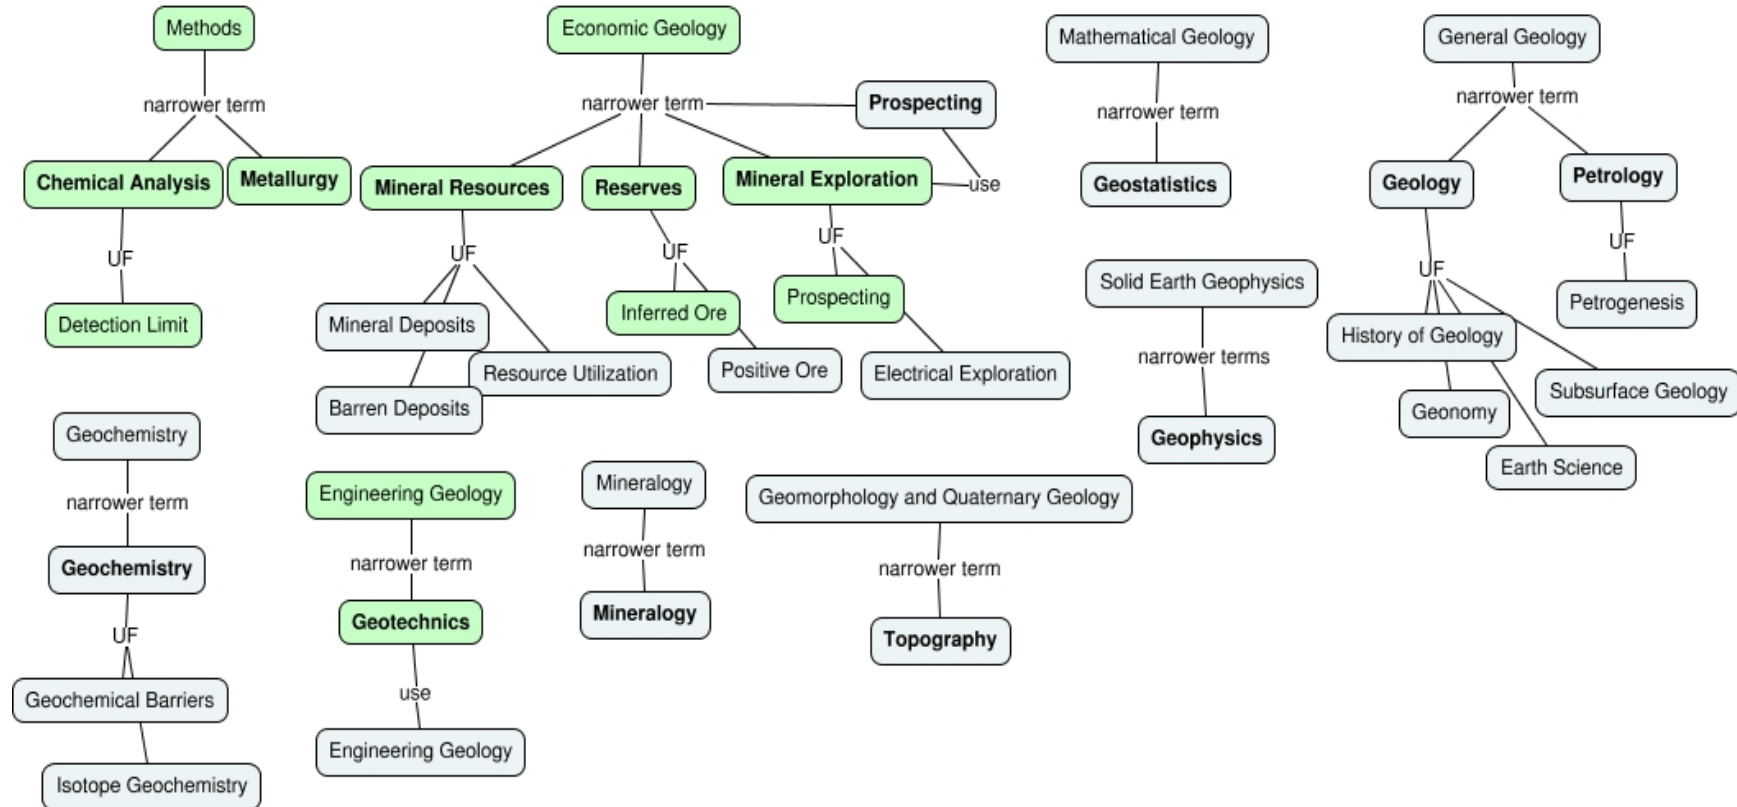 Methods
narrower term
Chemical Analysis
Metallurgy
UF
Detection Limit
Economic Geology
narrower term
Prospecting
use
Mineral Resources
Reserves
Mineral Exploration
UF
Mineral Deposits
Resource Utilization
Barren Deposits
UF
Inferred Ore
Positive Ore
UF
Prospecting
Electrical Exploration
Mathematical Geology
narrower term
Geostatistics
General Geology
narrower term
Geology
Petrology
UF
History of Geology
Geonomy
Earth Science
Subsurface Geology
UF
Petrogenesis
Solid Earth Geophysics
narrower terms
Geophysics
Geochemistry
narrower term
Geochemistry
UF
Geochemical Barriers
Isotope Geochemistry
Engineering Geology
narrower term
Geotechnics
use
Engineering Geology
Mineralogy
narrower term
Mineralogy
Geomorphology and Quaternary Geology
narrower term
Topography